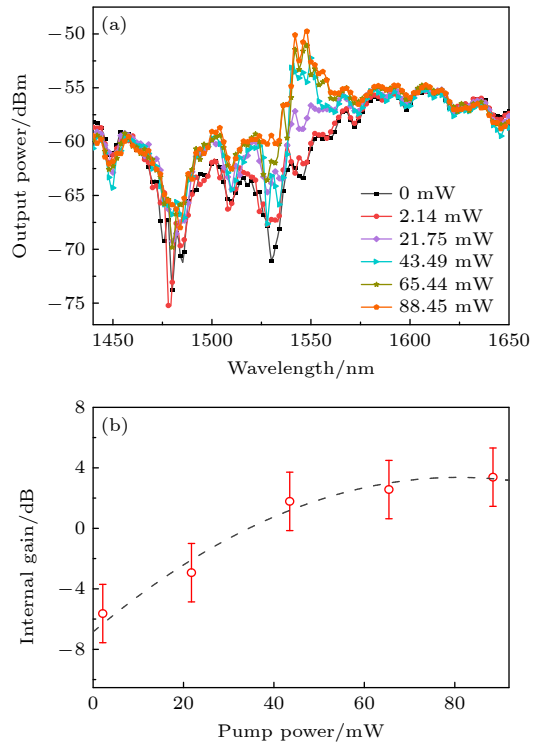 (a)
−50
−55
−60
−65
−70
−75
Output power/dBm
0 mW
2.14 mW
21.75 mW
43.49 mW
65.44 mW
88.45 mW
1450
1500
1550
1600
1650
Wavelength/nm
(b)
8
4
0
−4
−8
Internal gain/dB
0
20
40
60
80
Pump power/mW